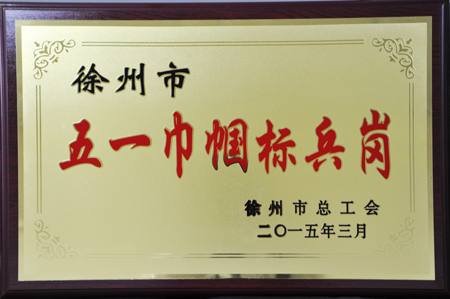 徐州市
五一巾帼标兵岗
徐州市总工会
二〇一五年三月